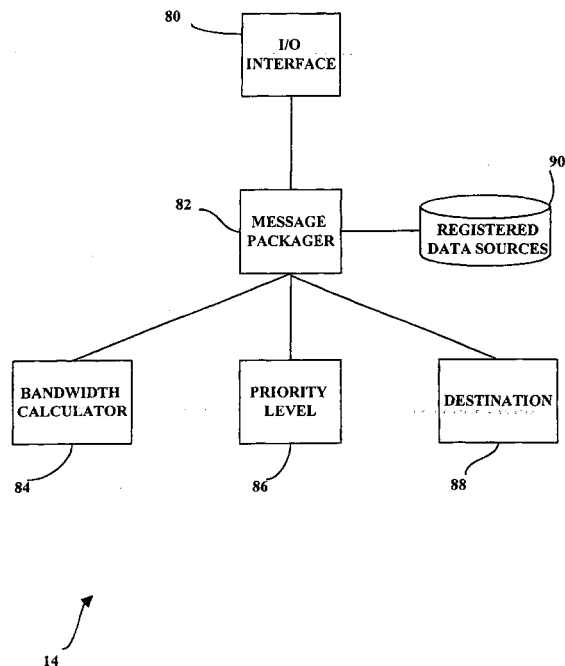 80
I/O
INTERFACE
90
82
MESSAGE
PACKAGER
REGISTERED
DATA SOURCES
BANDWIDTH
CALCULATOR
PRIORITY
LEVEL
DESTINATION
84
86
88
14